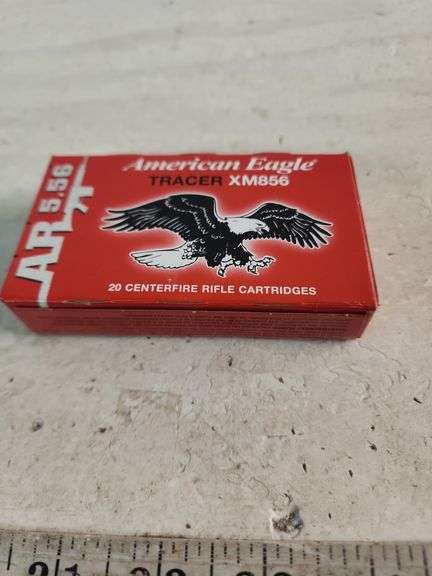 American Eagle
TRACER XM856
AR 5.56
20 CENTERFIRE RIFLE CARTRIDGES